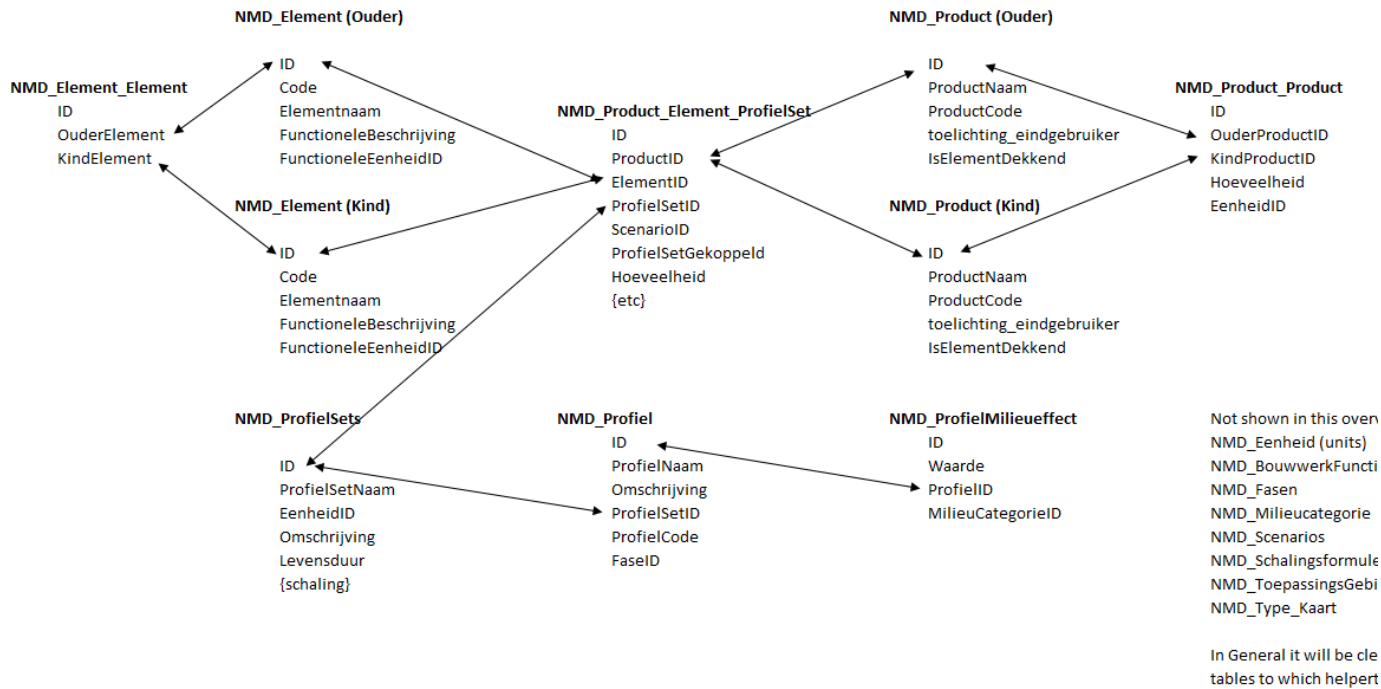 NMD_Element (Ouder)
ID
Code
Elementnaam
FunctioneleBeschrijving
FunctioneleEenheidID
NMD_Element_Element
ID
OuderElement
KindElement
NMD_Element (Kind)
ID
Code
Elementnaam
FunctioneleBeschrijving
FunctioneleEenheidID
NMD_Product_Element_ProfielSet
ID
ProductID
ElementID
ProfielSetID
ScenarioID
ProfielSetGekoppeld
Hoeveelheid
{etc}
NMD_Product (Ouder)
ID
ProductNaam
ProductCode
toelichting_eindgebruiker
IsElementDekkend
NMD_Product (Kind)
ID
ProductNaam
ProductCode
toelichting_eindgebruiker
IsElementDekkend
NMD_Product_Product
ID
OuderProductID
KindProductID
Hoeveelheid
EenheidID
NMD_ProfielSets
ID
ProfielSetNaam
EenheidID
Omschrijving
Levensduur
{schaling}
NMD_Profiel
ID
ProfielNaam
Omschrijving
ProfielSetID
ProfielCode
FaseID
NMD_ProfielMilieueffect
ID
Waarde
ProfielID
MilieuCategorieID
Not shown in this overv
NMD_Eenheid (units)
NMD_BouwwerkFuncti
NMD_Fasen
NMD_Milieucategorie
NMD_Scenarios
NMD_Schalingsformule
NMD_ToepassingsGebi
NMD_Type_Kaart
In General it will be cle
tables to which helpert